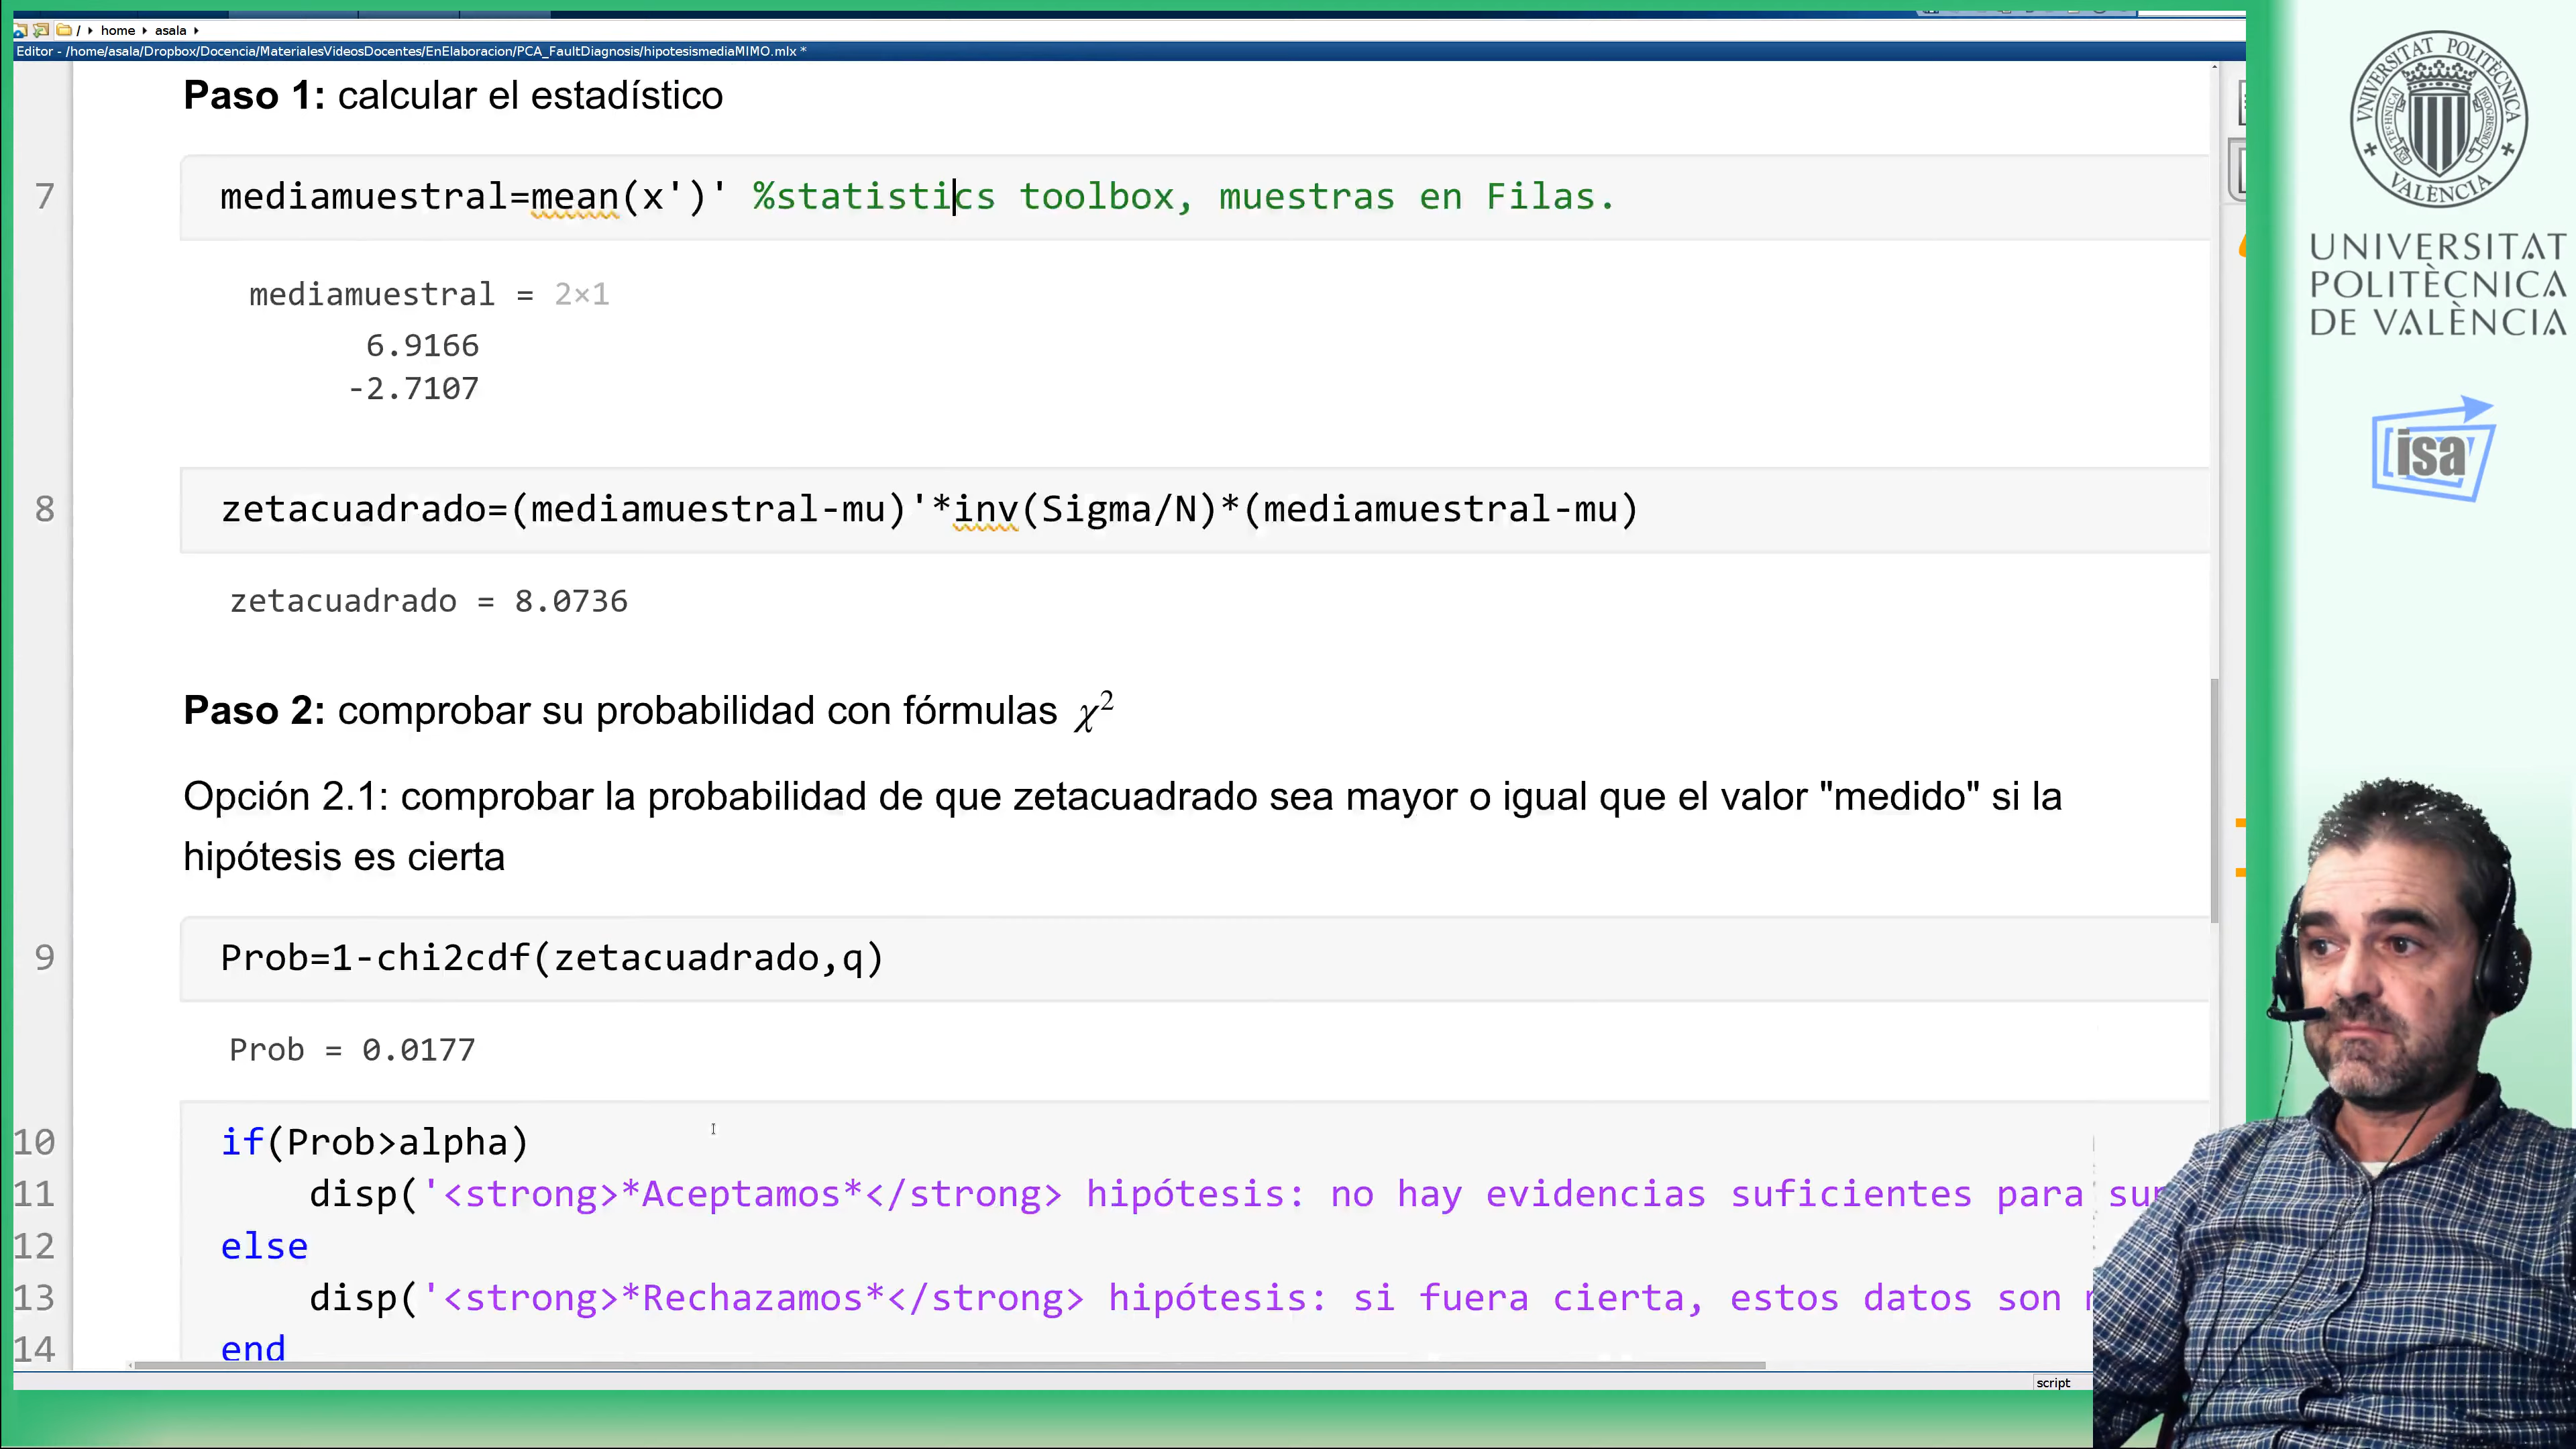 / home asala
Editor - /home/asala/Dropbox/Docencia/MaterialesVideosDocentes/EnElaboracion/PCA_FaultDiagnosis/hipotesismediaMIMO.mlx *
Paso 1: calcular el estadístico
7 mediamuestral=mean(x')' %statistics toolbox, muestras en Filas.
mediamuestral = 2×1
6.9166
-2.7107
8 zetacuadrado=(mediamuestral-mu)'*inv(Sigma/N)*(mediamuestral-mu)
zetacuadrado = 8.0736
Paso 2: comprobar su probabilidad con fórmulas χ²
Opción 2.1: comprobar la probabilidad de que zetacuadrado sea mayor o igual que el valor "medido" si la
hipótesis es cierta
9 Prob=1-chi2cdf(zetacuadrado,q)
Prob = 0.0177
10 if(Prob>alpha)
11 disp('<strong>*Aceptamos*</strong> hipótesis: no hay evidencias suficientes para
12 else
13 disp('<strong>*Rechazamos*</strong> hipótesis: si fuera cierta, estos datos son
14 end
script
UNIVERSITAT
POLITÈCNICA
DE VALÈNCIA
isa